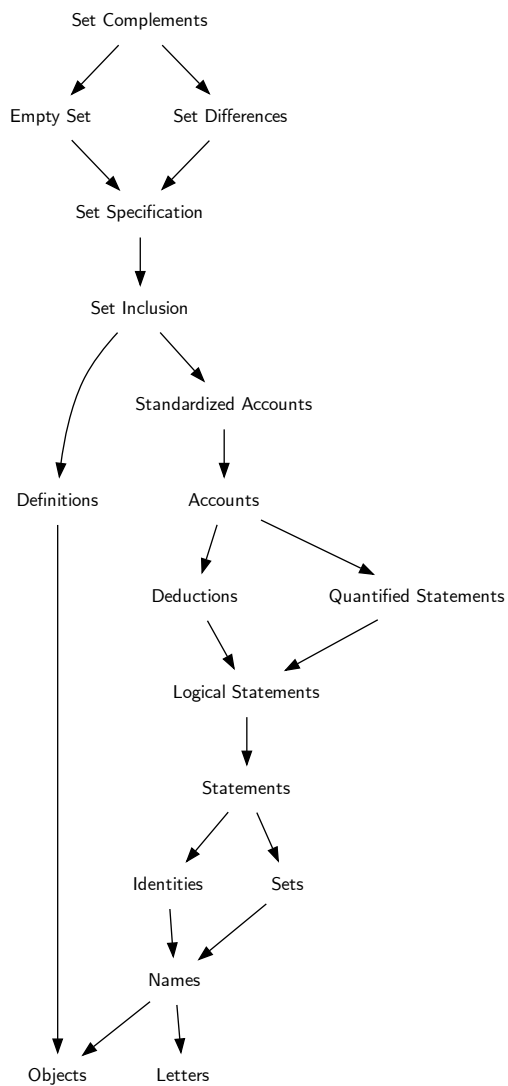 Set Complements
Empty Set
Set Differences
Set Specification
Set Inclusion
Standardized Accounts
Definitions
Accounts
Deductions
Quantified Statements
Logical Statements
Statements
Identities
Sets
Names
Objects
Letters